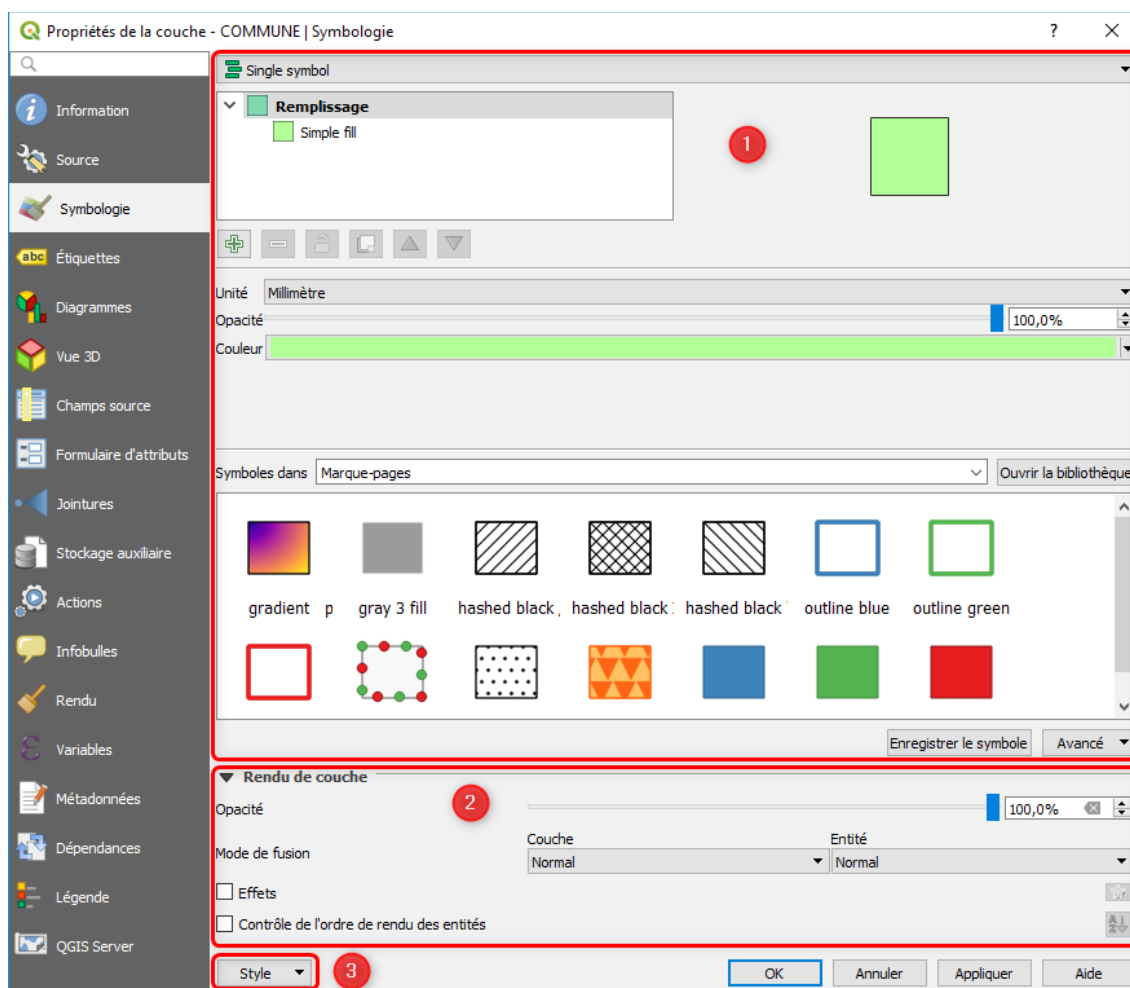 Propriétés de la couche - COMMUNE | Symbologie
?
Information
Source
Symbologie
abc Étiquettes
Diagrammes
Vue 3D
Champs source
Formulaire d'attributs
Jointures
Stockage auxiliaire
Actions
Infobulles
Rendu
Variables
Métadonnées
Dépendances
Légende
QGIS Server
Single symbol
Remplissage
Simple fill
1
Unité Millimètre
Opacité 100,0%
Couleur
Symboles dans Marque-pages Ouvrir la bibliothèque
gradient p gray 3 fill hashed black hashed black hashed black outline blue outline green
Enregistrer le symbole Avancé
Rendu de couche
2
Opacité 100,0%
Couche Entité
Mode de fusion Normal Normal
Effets
Contrôle de l'ordre de rendu des entités
Style 3 OK Annuler Appliquer Aide